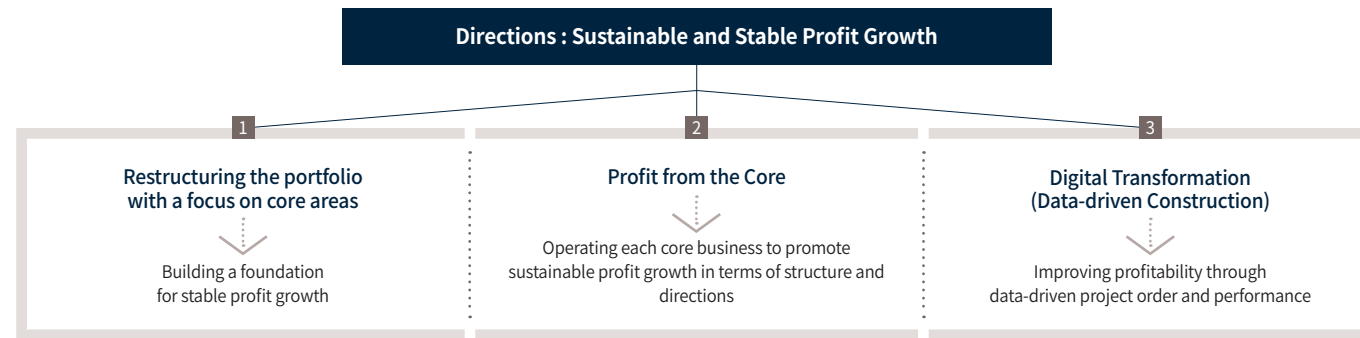 Directions : Sustainable and Stable Profit Growth
1
Restructuring the portfolio
with a focus on core areas
Building a foundation
for stable profit growth
2
Profit from the Core
Operating each core business to promote
sustainable profit growth in terms of structure and
directions
3
Digital Transformation
(Data-driven Construction)
Improving profitability through
data-driven project order and performance